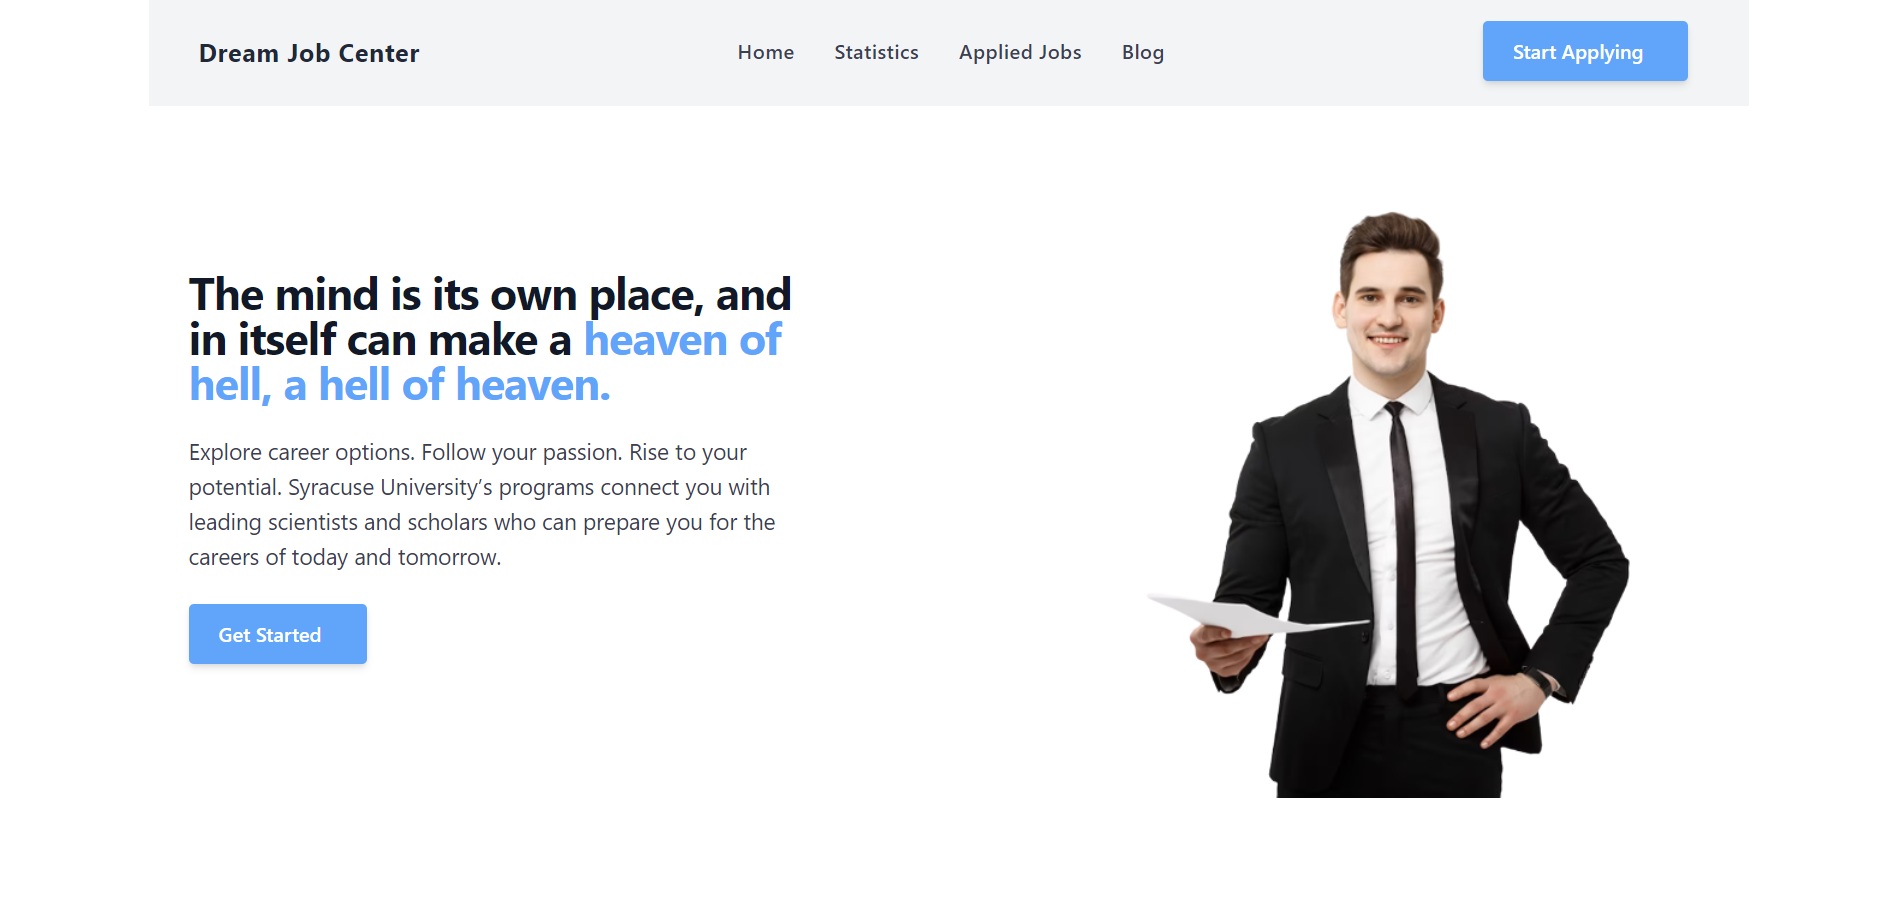 Dream Job Center
Home
Statistics
Applied Jobs
Blog
Start Applying
The mind is its own place, and
in itself can make a heaven of
hell, a hell of heaven.
Explore career options. Follow your passion. Rise to your
potential. Syracuse University’s programs connect you with
leading scientists and scholars who can prepare you for the
careers of today and tomorrow.
Get Started